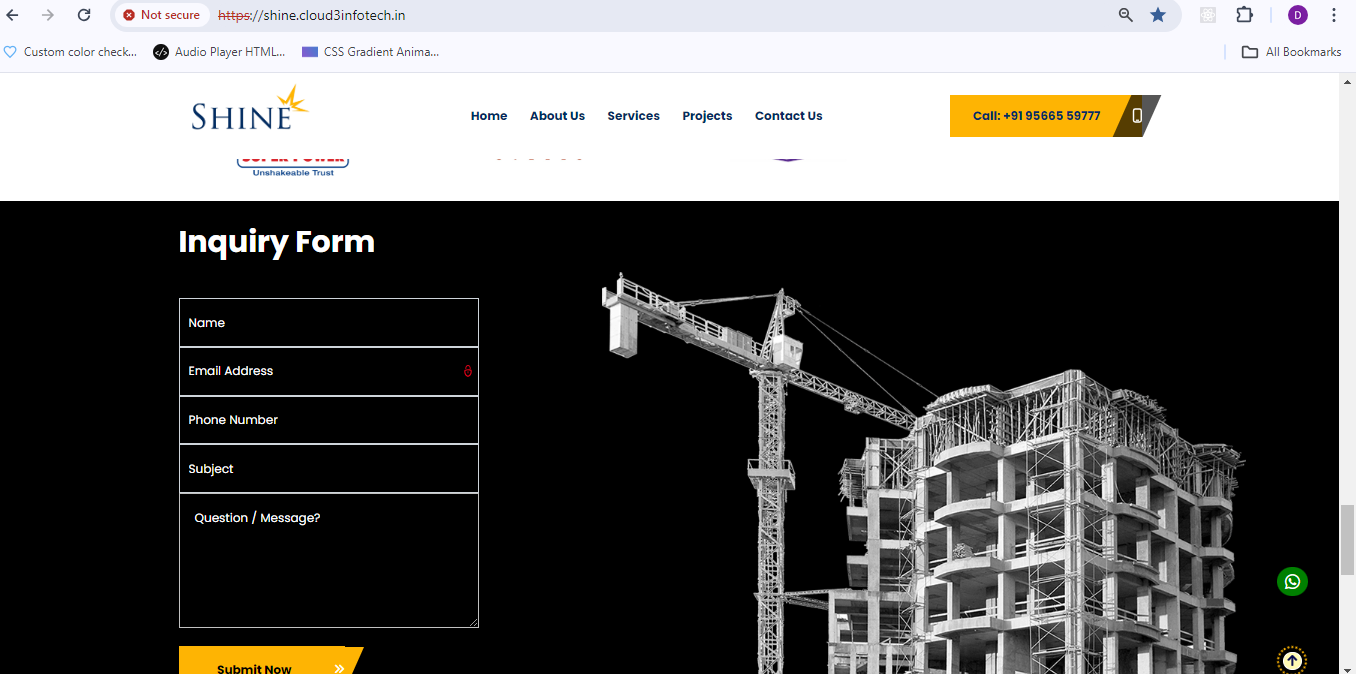 Not secure https://shine.cloud3infotech.in D
Custom color check... Audio Player HTML... CSS Gradient Anima... All Bookmarks
SHINE Home About Us Services Projects Contact Us Call: +91 95665 59777
Unshakeable Trust
Inquiry Form
Name
Email Address
Phone Number
Subject
Question / Message?
Submit Now »